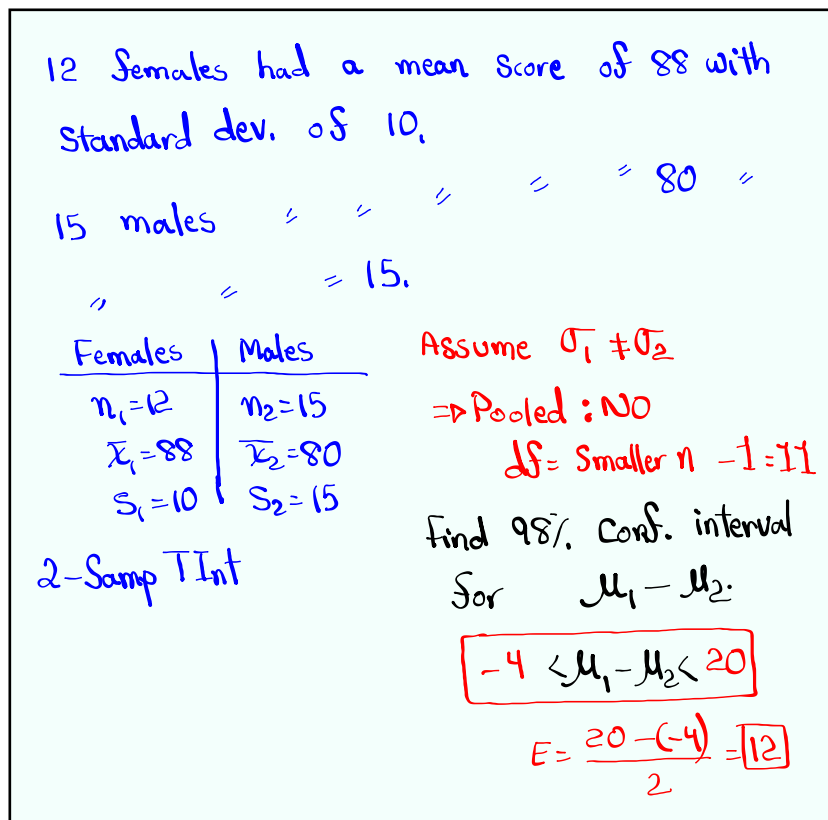 12 females had a mean score of 88 with
standard dev. of 10.
〃 80 〃
15 males 〃 〃 〃 〃
〃 〃 〃 15.
Females | Males
n₁=12 n₂=15
x̄₁=88 x̄₂=80
S₁=10 S₂=15
2-Samp TInt
Assume σ₁ ≠ σ₂
⇒ Pooled : NO
df = Smaller n -1 = 11
Find 98% Conf. interval
for μ₁ - μ₂.
-4 < μ₁ - μ₂ < 20
E = (20-(-4))/2 = 12